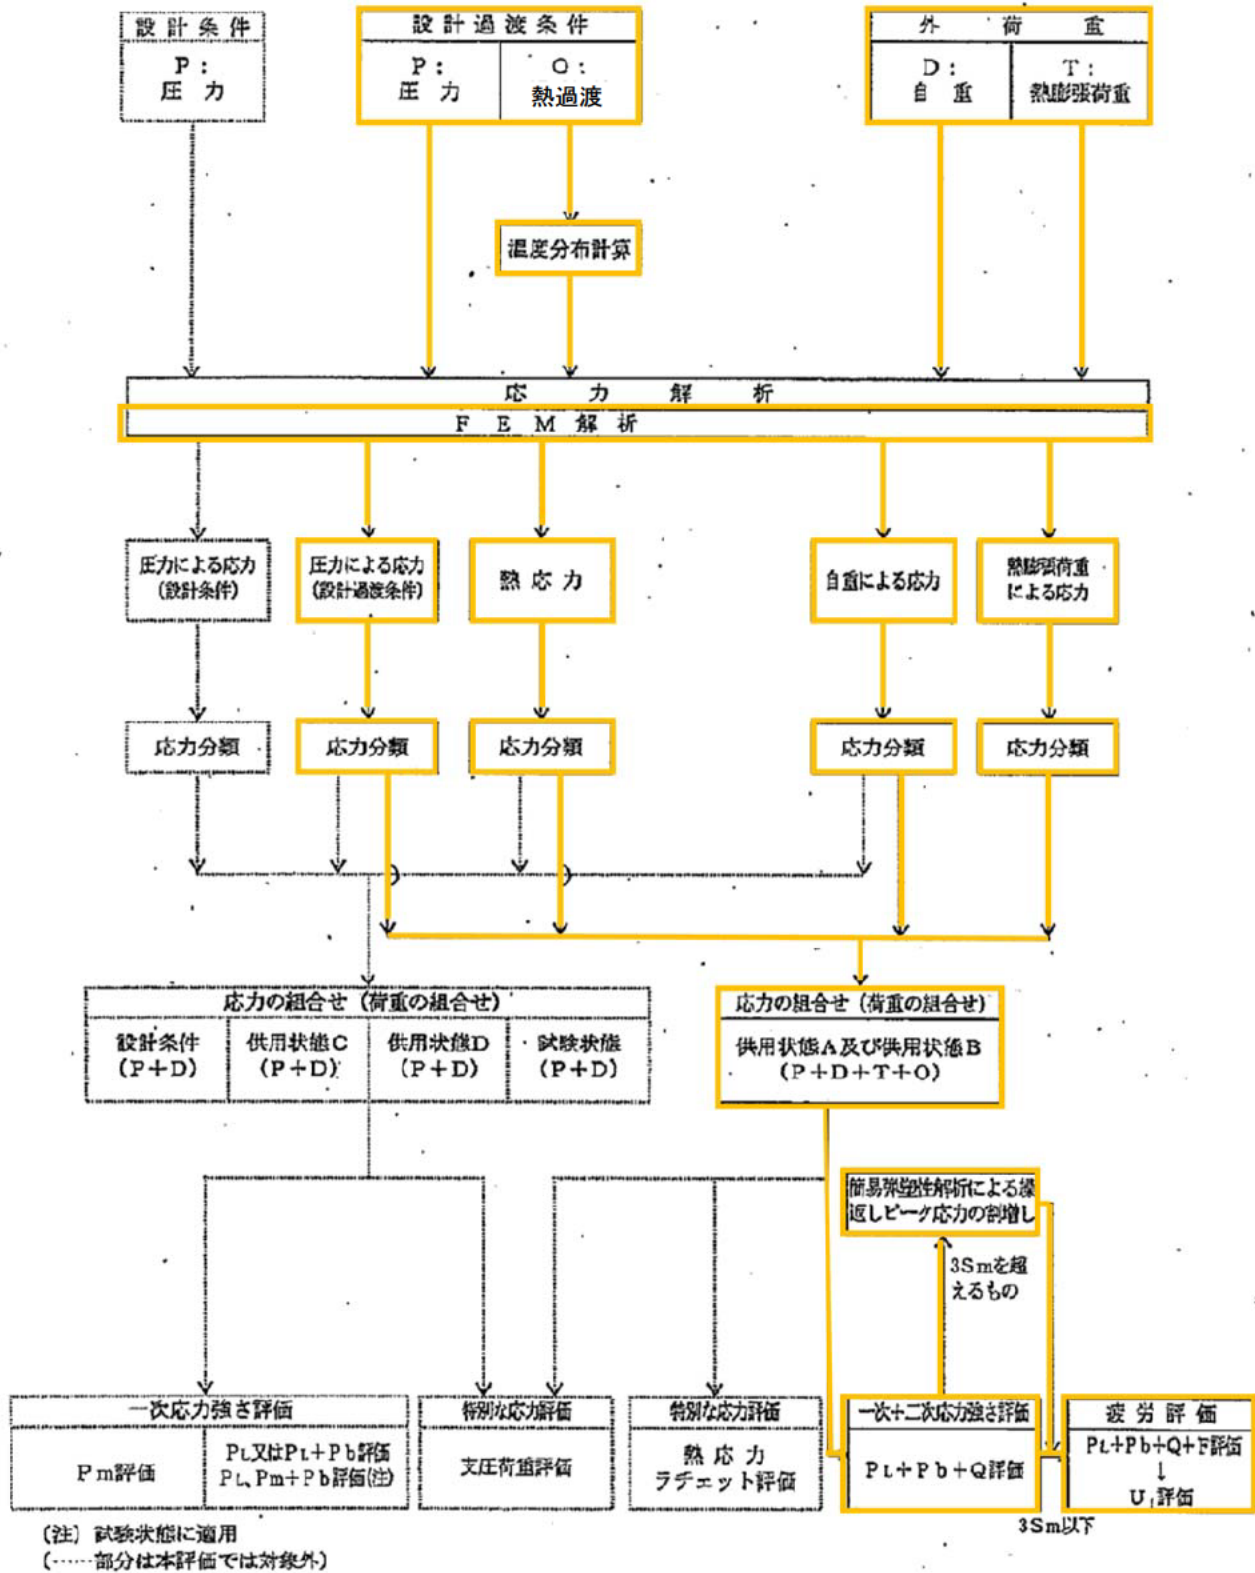 設計条件
P:
圧力
設計過渡条件
P:
圧力
O:
熱過渡
外荷重
D:
自重
T:
熱膨張荷重
温度分布計算
応力解析
FEM解析
圧力による応力
(設計条件)
圧力による応力
(設計過渡条件)
熱応力
自重による応力
熱膨張荷重
による応力
応力分類
応力分類
応力分類
応力分類
応力分類
応力の組合せ(荷重の組合せ)
設計条件
(P+D)
供用状態C
(P+D)
供用状態D
(P+D)
試験状態
(P+D)
応力の組合せ(荷重の組合せ)
供用状態A及び供用状態B
(P+D+T+O)
簡易弾塑性解析による繰
返しピーク応力の割増し
3Smを超
えるもの
一次応力強さ評価
Pm評価
PL又はPL+Pb評価
PL、Pm+Pb評価(注)
特別な応力評価
支圧荷重評価
特別な応力評価
熱応力
ラチェット評価
一次+二次応力強さ評価
PL+Pb+Q評価
疲労評価
PL+Pb+Q+F評価
↓
Uf評価
3Sm以下
(注) 試験状態に適用
(……部分は本評価では対象外)